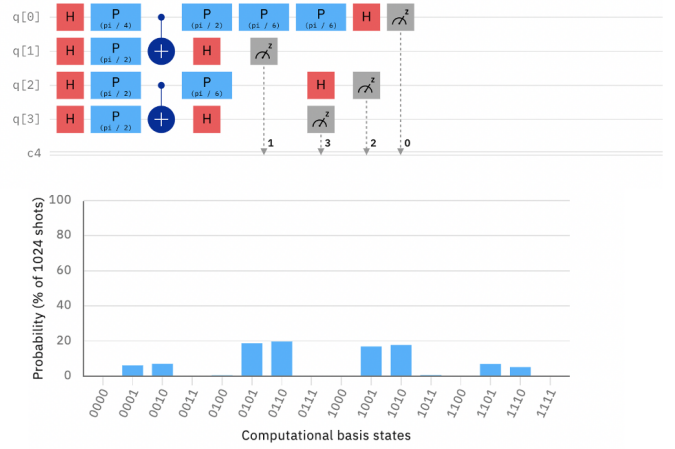 q[0] H P (pi / 4) P (pi / 2) P (pi / 6) P (pi / 6) H z
q[1] H P (pi / 2) H z
q[2] H P (pi / 2) P (pi / 6) H z
q[3] H P (pi / 2) H z
c4 1 3 2 0
Probability (% of 1024 shots)
100
80
60
40
20
0
0000 0001 0010 0011 0100 0101 0110 0111 1000 1001 1010 1011 1100 1101 1110 1111
Computational basis states